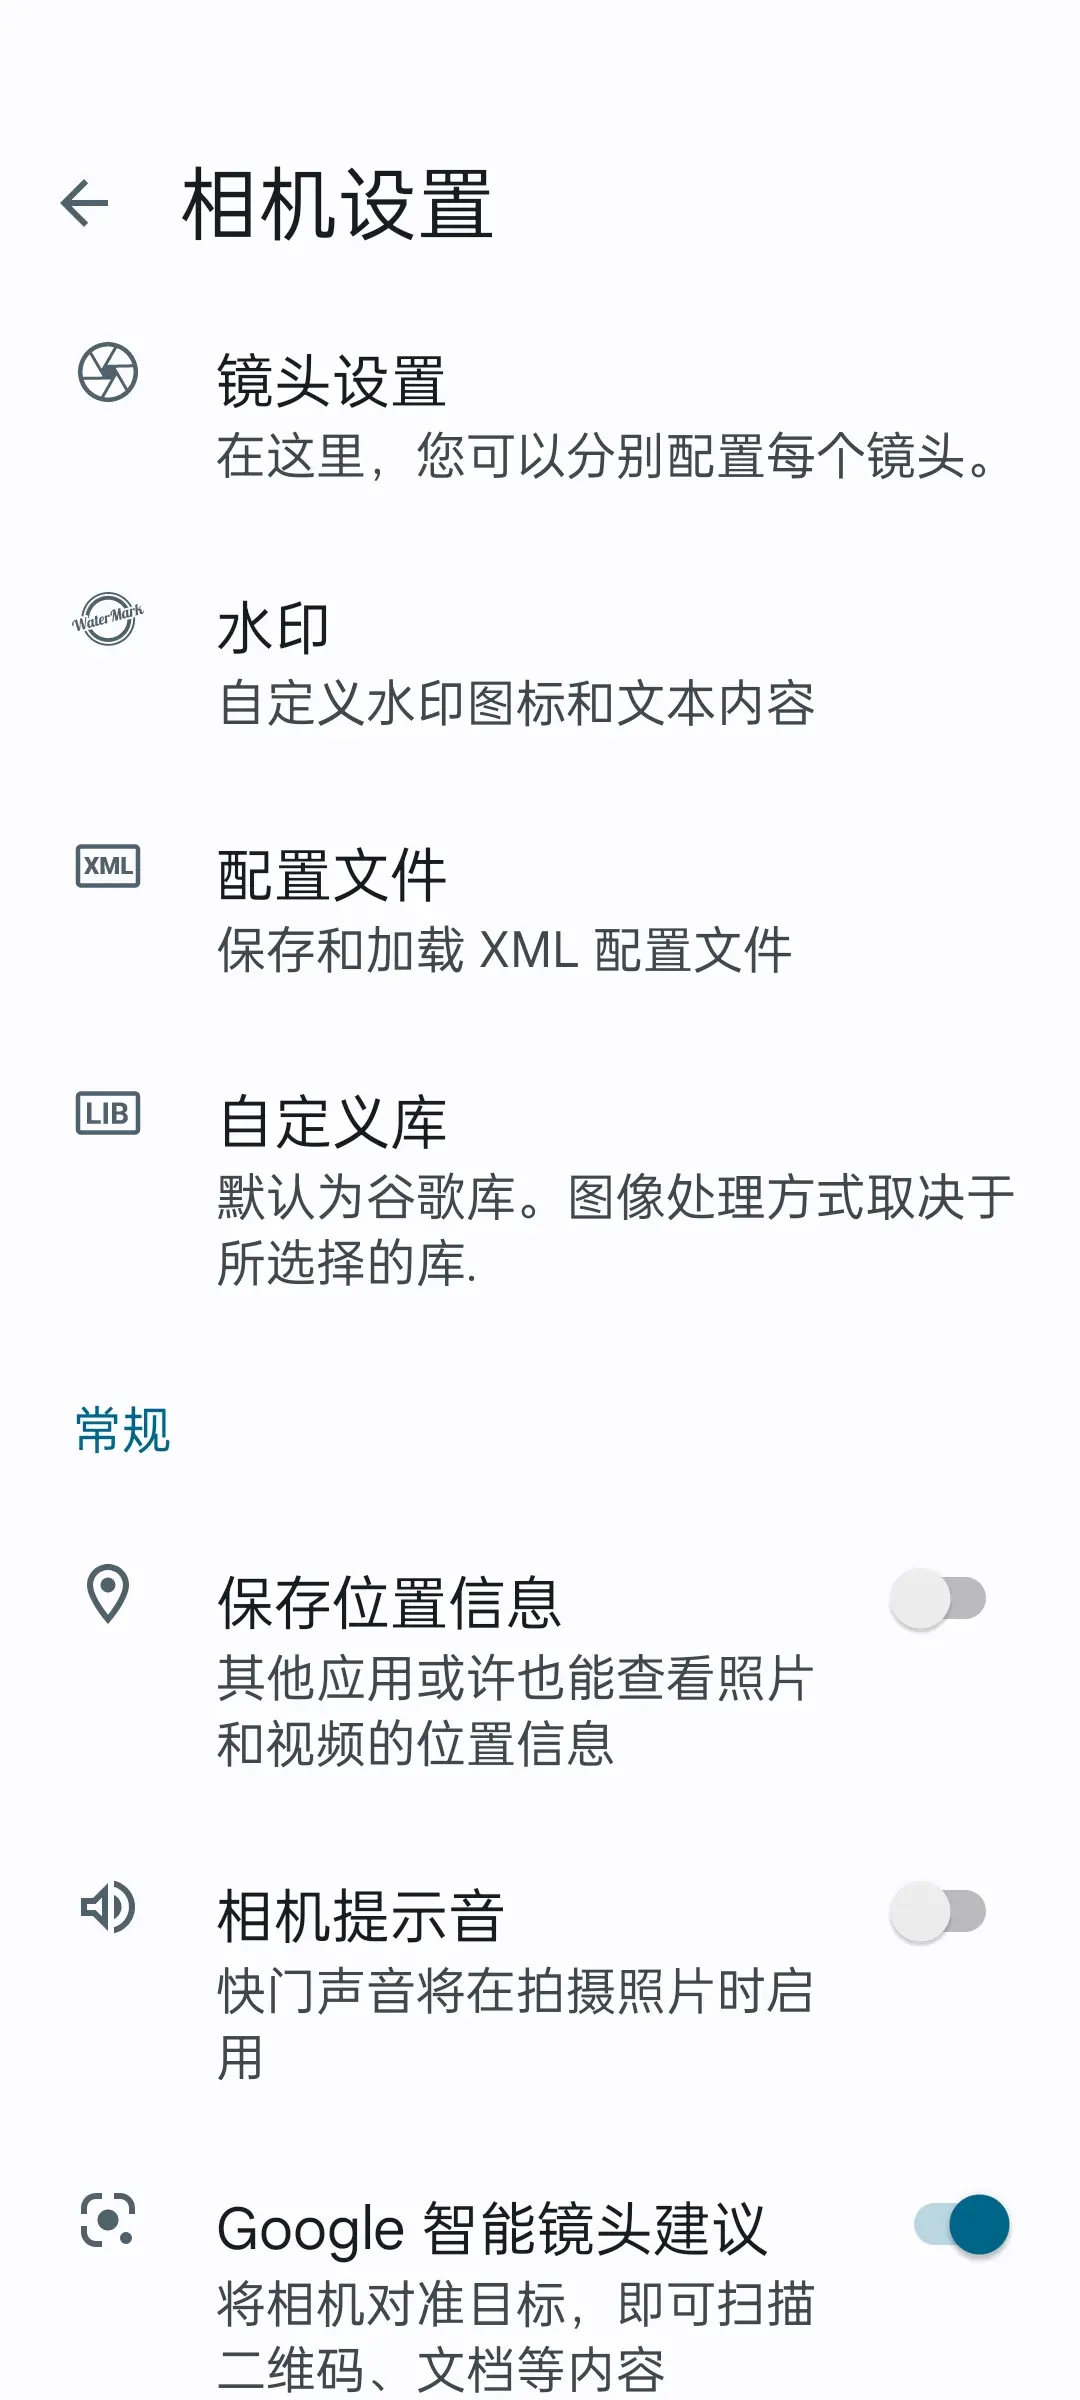 相机设置
镜头设置
在这里，您可以分别配置每个镜头。
WaterMark
水印
自定义水印图标和文本内容
XML
配置文件
保存和加载 XML 配置文件
LIB
自定义库
默认为谷歌库。图像处理方式取决于
所选择的库.
常规
保存位置信息
其他应用或许也能查看照片
和视频的位置信息
相机提示音
快门声音将在拍摄照片时启
用
Google 智能镜头建议
将相机对准目标，即可扫描
二维码、文档等内容